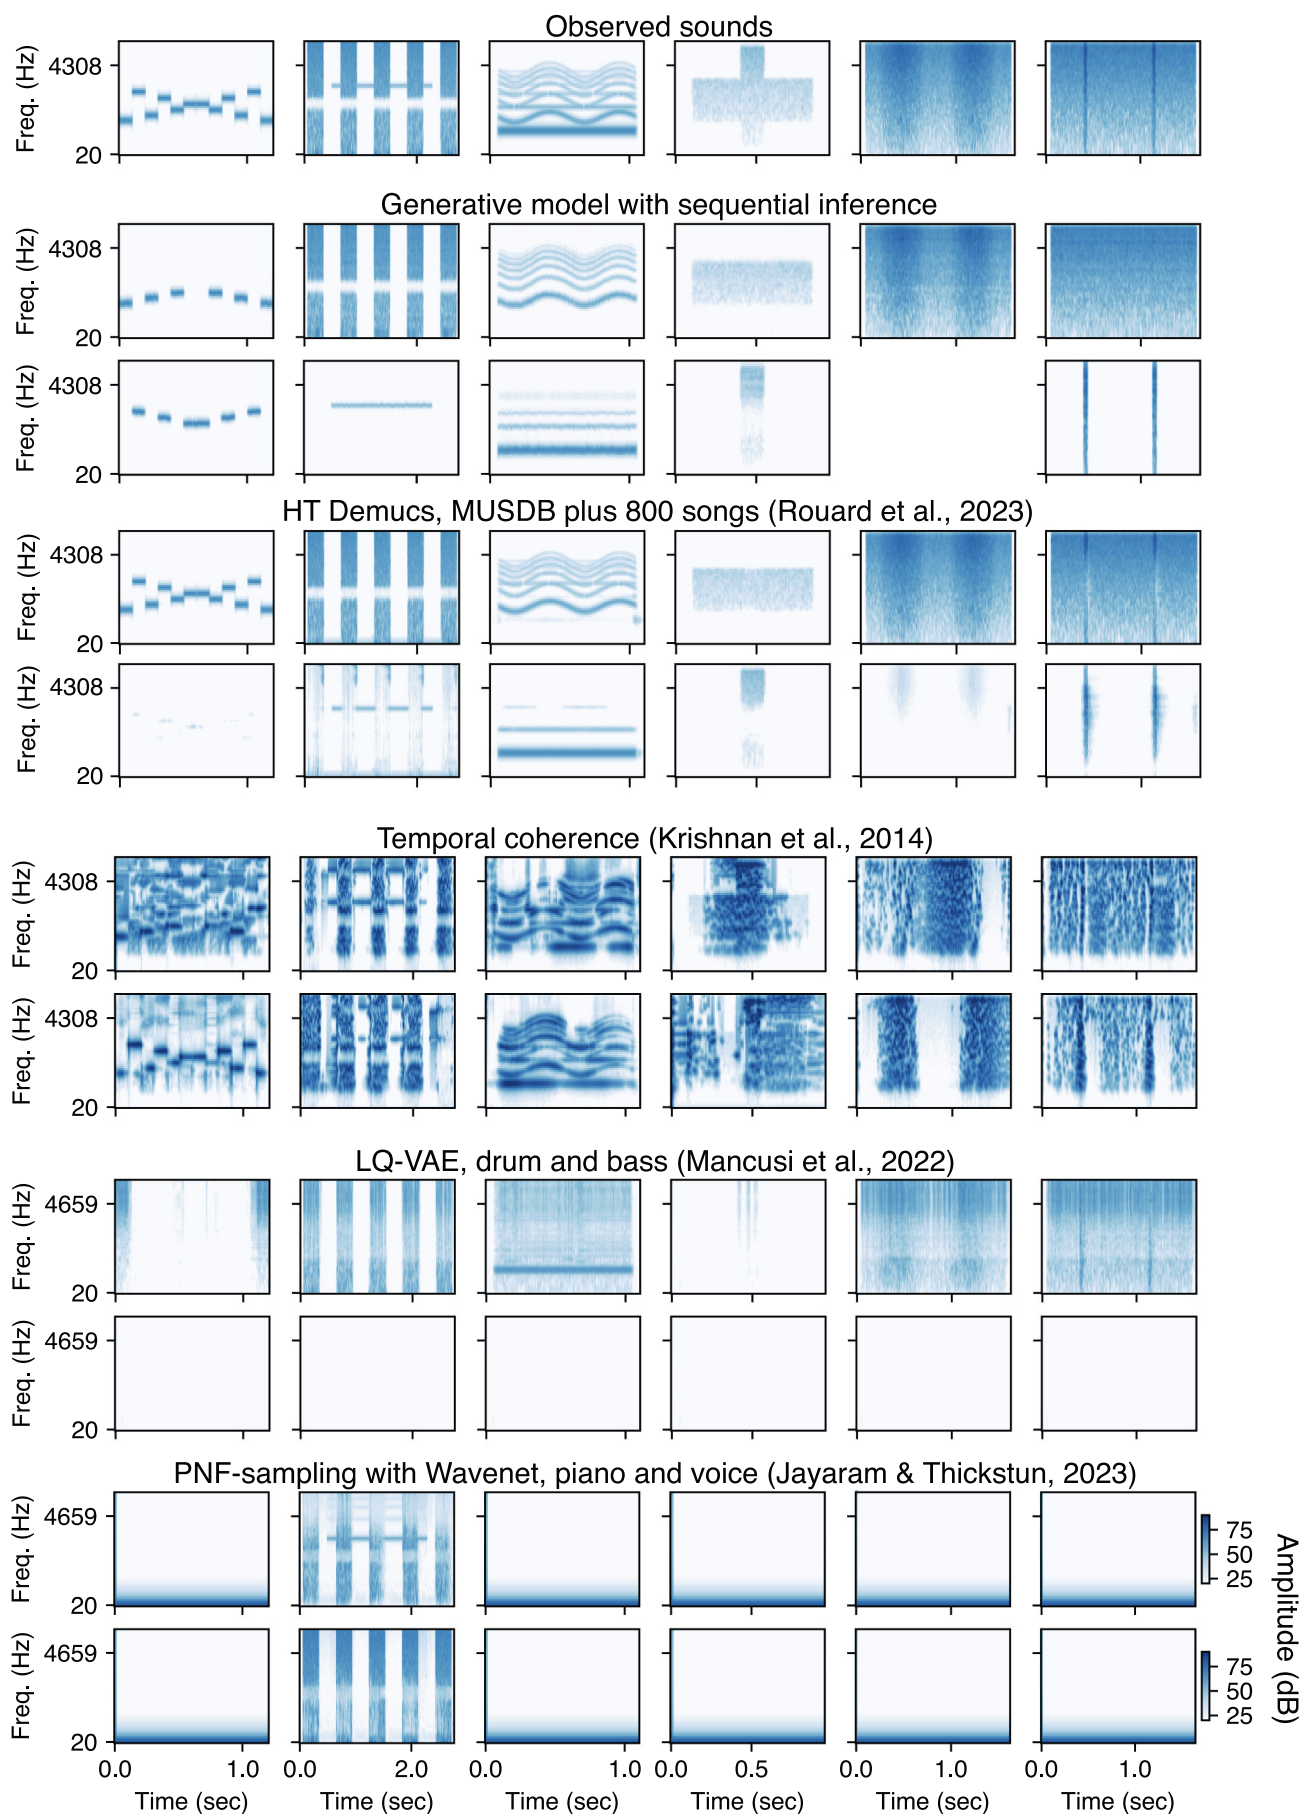 Observed sounds
Freq. (Hz)
4308
20
Generative model with sequential inference
Freq. (Hz)
4308
20
Freq. (Hz)
4308
20
HT Demucs, MUSDB plus 800 songs (Rouard et al., 2023)
Freq. (Hz)
4308
20
Freq. (Hz)
4308
20
Temporal coherence (Krishnan et al., 2014)
Freq. (Hz)
4308
20
Freq. (Hz)
4308
20
LQ-VAE, drum and bass (Mancusi et al., 2022)
Freq. (Hz)
4659
20
Freq. (Hz)
4659
20
PNF-sampling with Wavenet, piano and voice (Jayaram & Thickstun, 2023)
Freq. (Hz)
4659
20
75
50
25
Freq. (Hz)
4659
20
75
50
25
Amplitude (dB)
0.0 1.0 0.0 2.0 0.0 1.0 0.0 0.5 0.0 1.0 0.0 1.0
Time (sec) Time (sec) Time (sec) Time (sec) Time (sec) Time (sec)